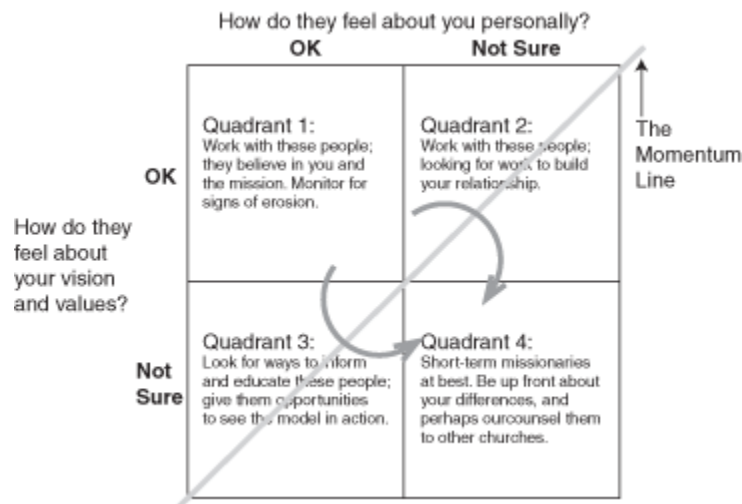 How do they feel about you personally?
OK Not Sure
Quadrant 1:
Work with these people;
they believe in you and
the mission. Monitor for
signs of erosion.
Quadrant 2:
Work with these people;
looking for work to build
your relationship.
The
Momentum
Line
OK
How do they
feel about
your vision
and values?
Not
Sure
Quadrant 3:
Look for ways to inform
and educate these people;
give them opportunities
to see the model in action.
Quadrant 4:
Short-term missionaries
at best. Be up front about
your differences, and
perhaps ourcounsel them
to other churches.